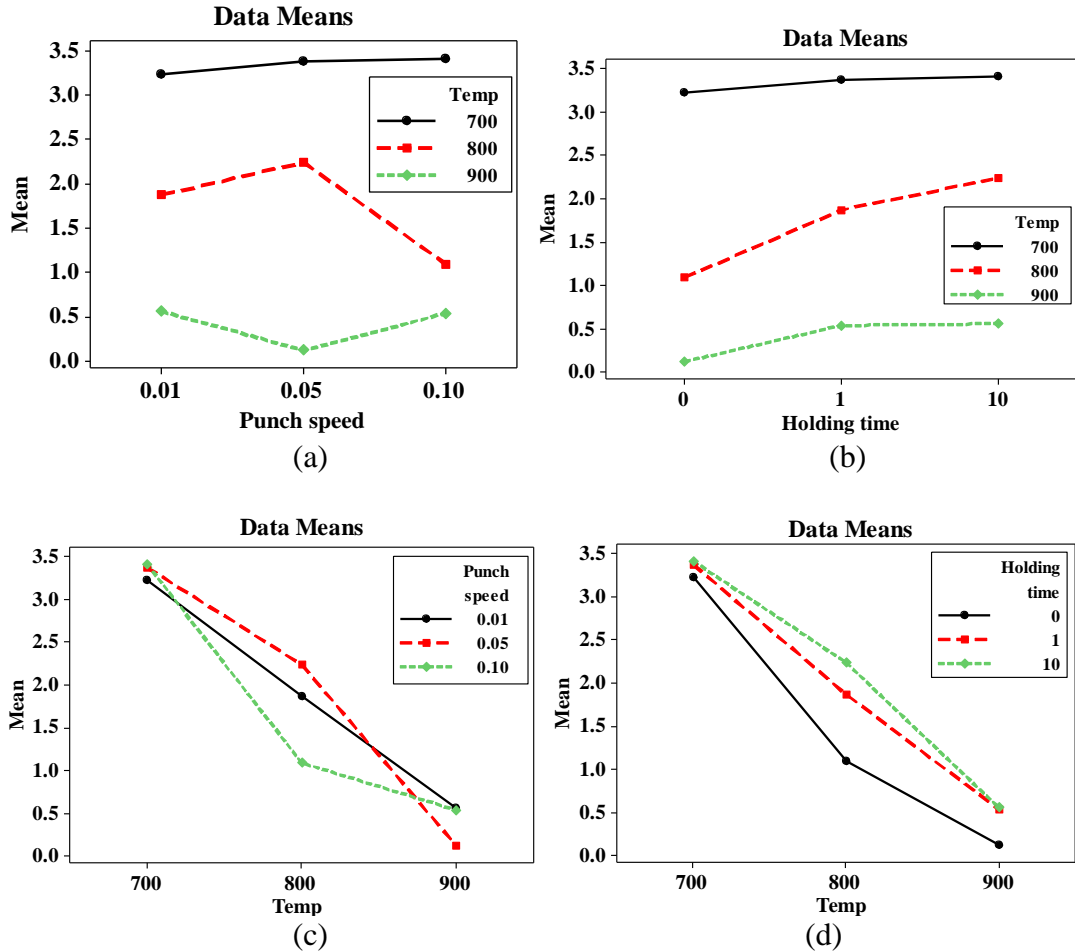 Data Means
3.5
3.0
2.5
2.0
1.5
1.0
0.5
0.0
Mean
Temp
700
800
900
0.01 0.05 0.10
Punch speed
(a)
Data Means
3.5
3.0
2.5
2.0
1.5
1.0
0.5
0.0
Mean
Temp
700
800
900
0 1 10
Holding time
(b)
Data Means
3.5
3.0
2.5
2.0
1.5
1.0
0.5
0.0
Mean
Punch
speed
0.01
0.05
0.10
700 800 900
Temp
(c)
Data Means
3.5
3.0
2.5
2.0
1.5
1.0
0.5
0.0
Mean
Holding
time
0
1
10
700 800 900
Temp
(d)